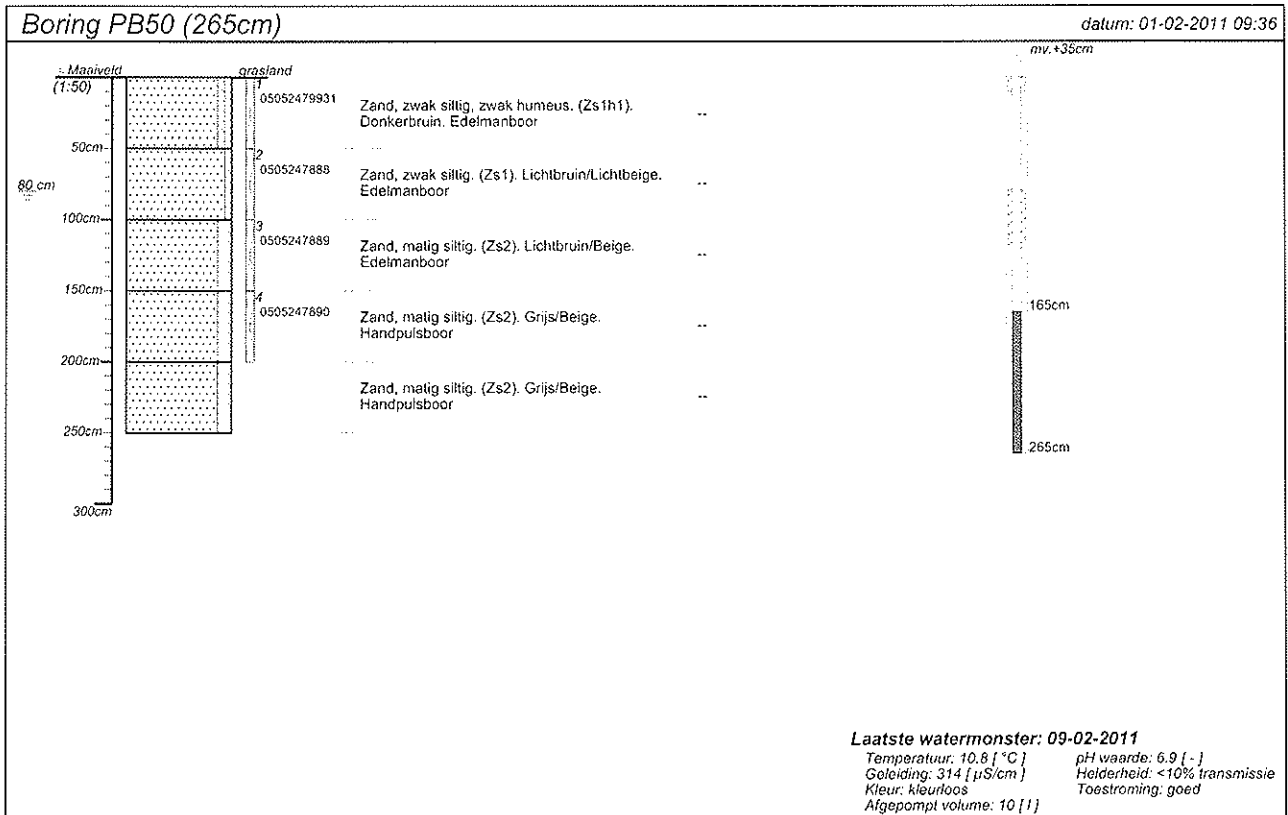 Boring PB50 (265cm)
datum: 01-02-2011 09:36
mv.+35cm
Maaiveld
grasland
(1:50)
1
05052479931
Zand, zwak siltig, zwak humeus. (Zs1h1).
Donkerbruin. Edelmanboor
--
50cm
2
0505247888
Zand, zwak siltig. (Zs1). Lichtbruin/Lichtbeige.
Edelmanboor
--
80 cm
100cm
3
0505247889
Zand, matig siltig. (Zs2). Lichtbruin/Beige.
Edelmanboor
--
150cm
4
0505247890
Zand, matig siltig. (Zs2). Grijs/Beige.
Handpulsboor
--
165cm
200cm
Zand, matig siltig. (Zs2). Grijs/Beige.
Handpulsboor
--
250cm
265cm
300cm
Laatste watermonster: 09-02-2011
Temperatuur: 10.8 [ °C ]
pH waarde: 6.9 [ - ]
Geleiding: 314 [ µS/cm ]
Helderheid: <10% transmissie
Kleur: kleurloos
Toestroming: goed
Afgepompt volume: 10 [ l ]